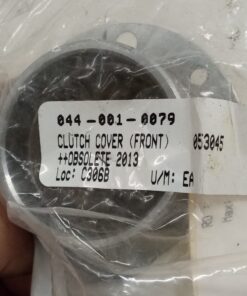 044-001-0079
CLUTCH COVER (FRONT) 053045
++OBSOLETE 2013
Loc: C306B U/M: EA